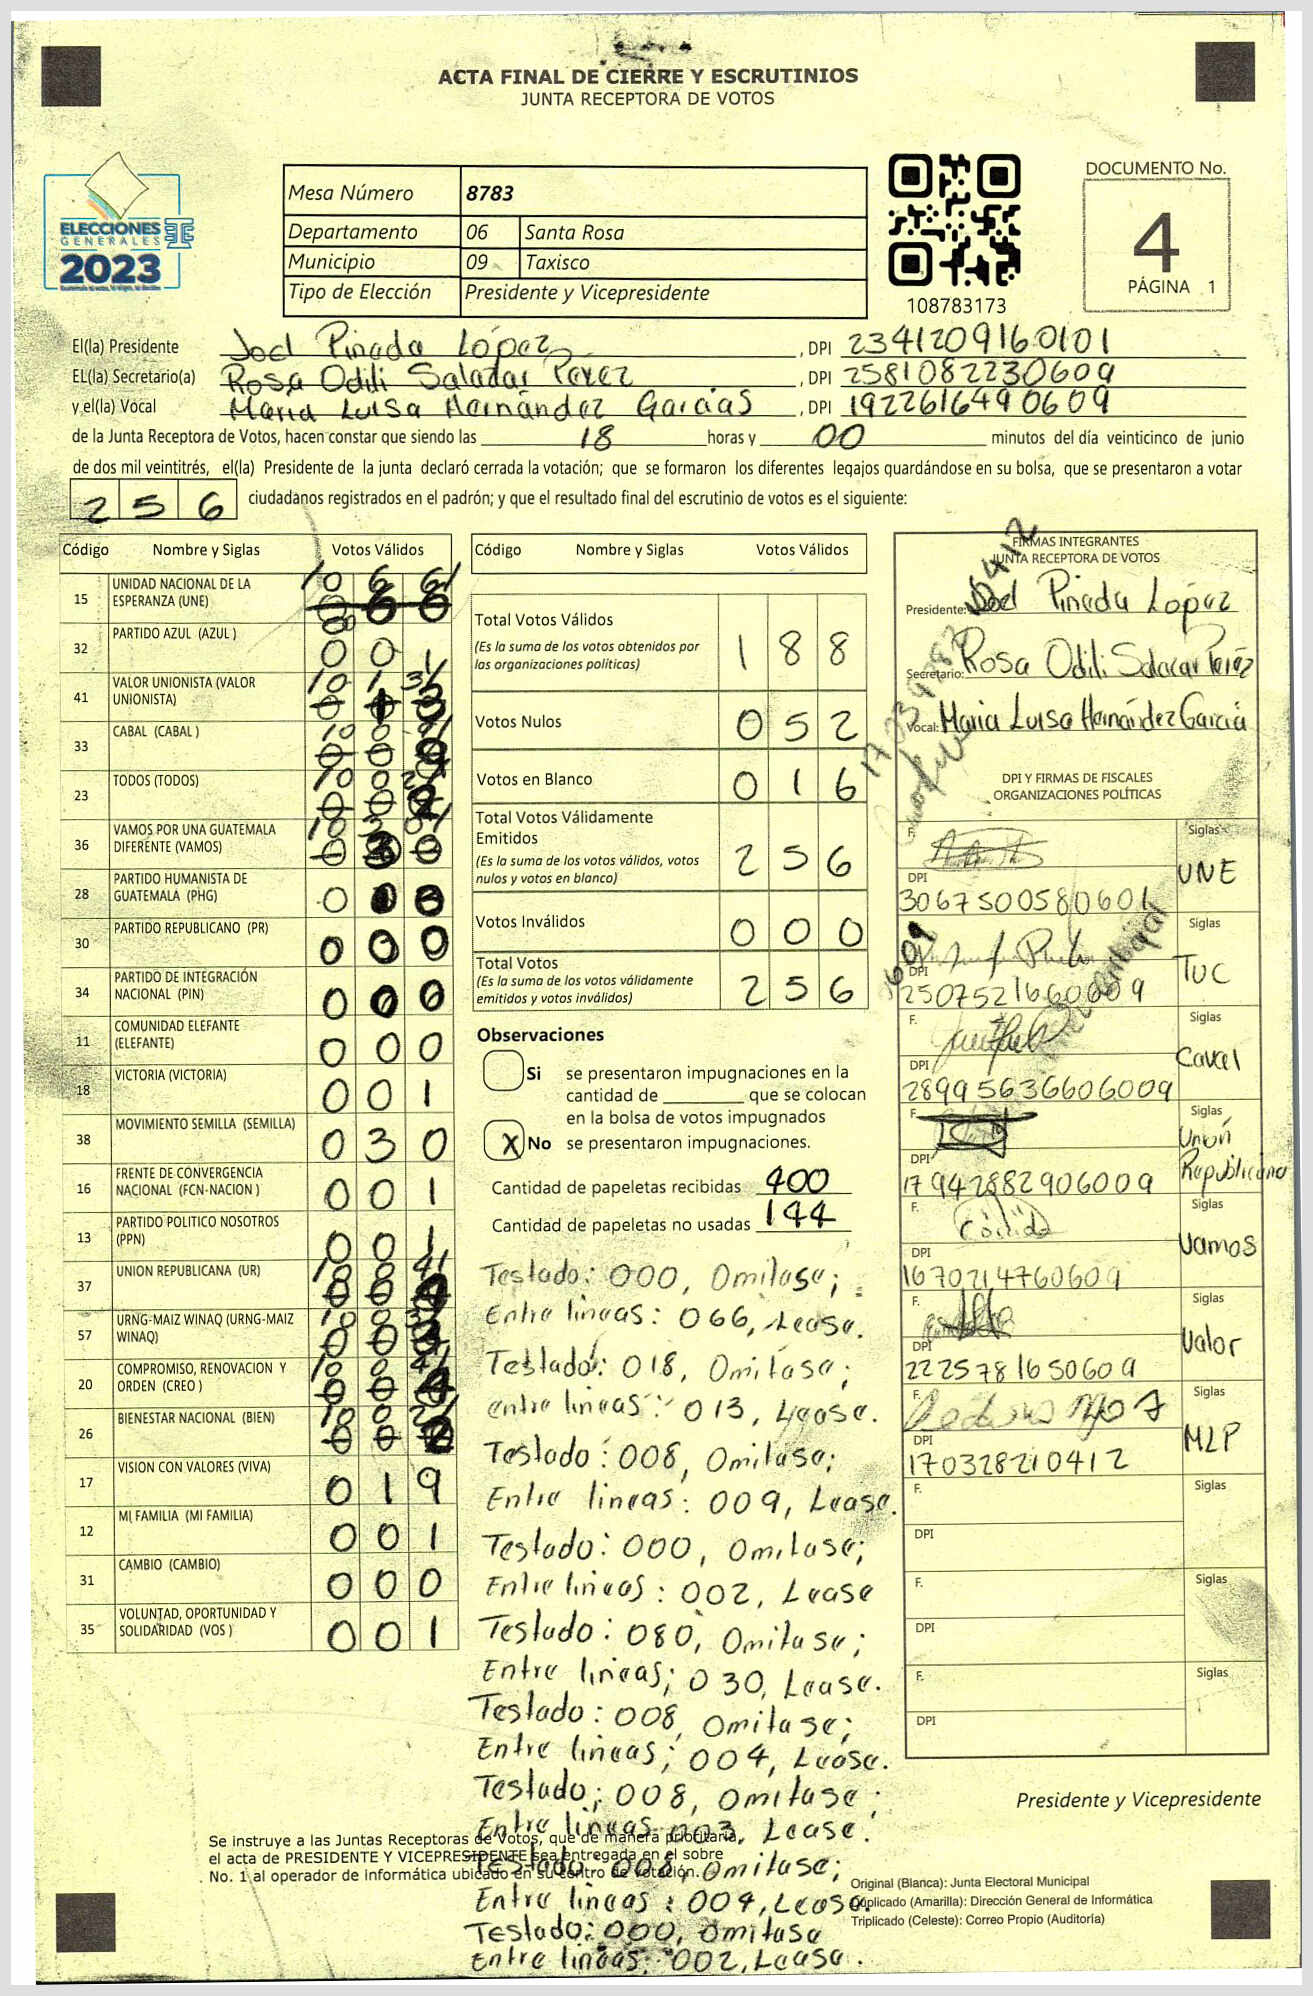 ACTA FINAL DE CIERRE Y ESCRUTINIOS
JUNTA RECEPTORA DE VOTOS
ELECCIONES
GENERALES
2023
Mesa Número 8783
Departamento 06 Santa Rosa
Municipio 09 Taxisco
Tipo de Elección Presidente y Vicepresidente
108783173
DOCUMENTO No.
4
PÁGINA 1
El(la) Presidente Joel Pineda López, DPI 2341209160101
EL(la) Secretario(a) Rosa Odili Salazar Perez, DPI 2581082230609
y el(la) Vocal Maria Luisa Hernández Garcias, DPI 1922616490609
de la Junta Receptora de Votos, hacen constar que siendo las 18 horas y 00 minutos del día veinticinco de junio
de dos mil veintitrés, el(la) Presidente de la junta declaró cerrada la votación; que se formaron los diferentes legajos guardándose en su bolsa, que se presentaron a votar
256 ciudadanos registrados en el padrón; y que el resultado final del escrutinio de votos es el siguiente:
Código Nombre y Siglas Votos Válidos
15 UNIDAD NACIONAL DE LA
ESPERANZA (UNE) 0 6 6
32 PARTIDO AZUL (AZUL ) 0 0 1
41 VALOR UNIONISTA (VALOR
UNIONISTA) 0 1 3
33 CABAL (CABAL ) 0 0 9
23 TODOS (TODOS) 0 0 2
36 VAMOS POR UNA GUATEMALA
DIFERENTE (VAMOS) 0 3 0
28 PARTIDO HUMANISTA DE
GUATEMALA (PHG) 0 0 0
30 PARTIDO REPUBLICANO (PR) 0 0 0
34 PARTIDO DE INTEGRACIÓN
NACIONAL (PIN) 0 0 0
11 COMUNIDAD ELEFANTE
(ELEFANTE) 0 0 0
18 VICTORIA (VICTORIA) 0 0 1
38 MOVIMIENTO SEMILLA (SEMILLA) 0 3 0
16 FRENTE DE CONVERGENCIA
NACIONAL (FCN-NACION ) 0 0 1
13 PARTIDO POLITICO NOSOTROS
(PPN) 0 0 1
37 UNION REPUBLICANA (UR) 0 0 4
57 URNG-MAIZ WINAQ (URNG-MAIZ
WINAQ) 0 0 3
20 COMPROMISO, RENOVACION Y
ORDEN (CREO ) 0 0 4
26 BIENESTAR NACIONAL (BIEN) 0 0 2
17 VISION CON VALORES (VIVA) 0 1 9
12 MI FAMILIA (MI FAMILIA) 0 0 1
31 CAMBIO (CAMBIO) 0 0 0
35 VOLUNTAD, OPORTUNIDAD Y
SOLIDARIDAD (VOS ) 0 0 1
Código Nombre y Siglas Votos Válidos
Total Votos Válidos 1 8 8
(Es la suma de los votos obtenidos por
las organizaciones políticas)
Votos Nulos 0 5 2
Votos en Blanco 0 1 6
Total Votos Válidamente
Emitidos 2 5 6
(Es la suma de los votos válidos, votos
nulos y votos en blanco)
Votos Inválidos 0 0 0
Total Votos 2 5 6
(Es la suma de los votos válidamente
emitidos y votos inválidos)
Observaciones
Si se presentaron impugnaciones en la
cantidad de ________ que se colocan
en la bolsa de votos impugnados
X No se presentaron impugnaciones.
Cantidad de papeletas recibidas 400
Cantidad de papeletas no usadas 144
Testado: 000, Omitase;
Entre lineas: 066, Lease.
Testado: 018, Omitase;
entre lineas: 013, Lease.
Testado: 008, Omitase;
Entre lineas: 009, Lease.
Testado: 000, Omitase;
Entre lineas: 002, Lease
Testado: 080, Omitase;
Entre lineas; 030, Lease.
Testado: 008, Omitase;
Entre lineas; 004, Lease.
Testado; 008, Omitase;
Entre lineas 003, Lease.
Testado: 008, Omitase;
Entre lineas: 004, Lease.
Testado: 000, Omitase
Entre lineas: 002, Lease.
FIRMAS INTEGRANTES
JUNTA RECEPTORA DE VOTOS
Presidente: Joel Pineda López
Secretario: Rosa Odili Salazar Peréz
Vocal: Maria Luisa Hernández Garcia
DPI Y FIRMAS DE FISCALES
ORGANIZACIONES POLÍTICAS
F. Siglas UNE
DPI 3067500580601
Siglas TUC
DPI 2507521660609
F. Siglas Caval
DPI 28995636606009
F. Siglas Unión Republicana
DPI 17942882906009
F. Siglas Vamos
DPI 1670214760609
F. Siglas Valor
DPI 2225781650609
F. Siglas MLP
DPI 170328210412
F. Siglas
DPI
F. Siglas
DPI
F. Siglas
DPI
Presidente y Vicepresidente
Se instruye a las Juntas Receptoras de Votos, que de manera prioritaria,
el acta de PRESIDENTE Y VICEPRESIDENTE sea entregada en el sobre
No. 1 al operador de informática ubicado en su centro de votación.
Original (Blanca): Junta Electoral Municipal
Duplicado (Amarilla): Dirección General de Informática
Triplicado (Celeste): Correo Propio (Auditoría)